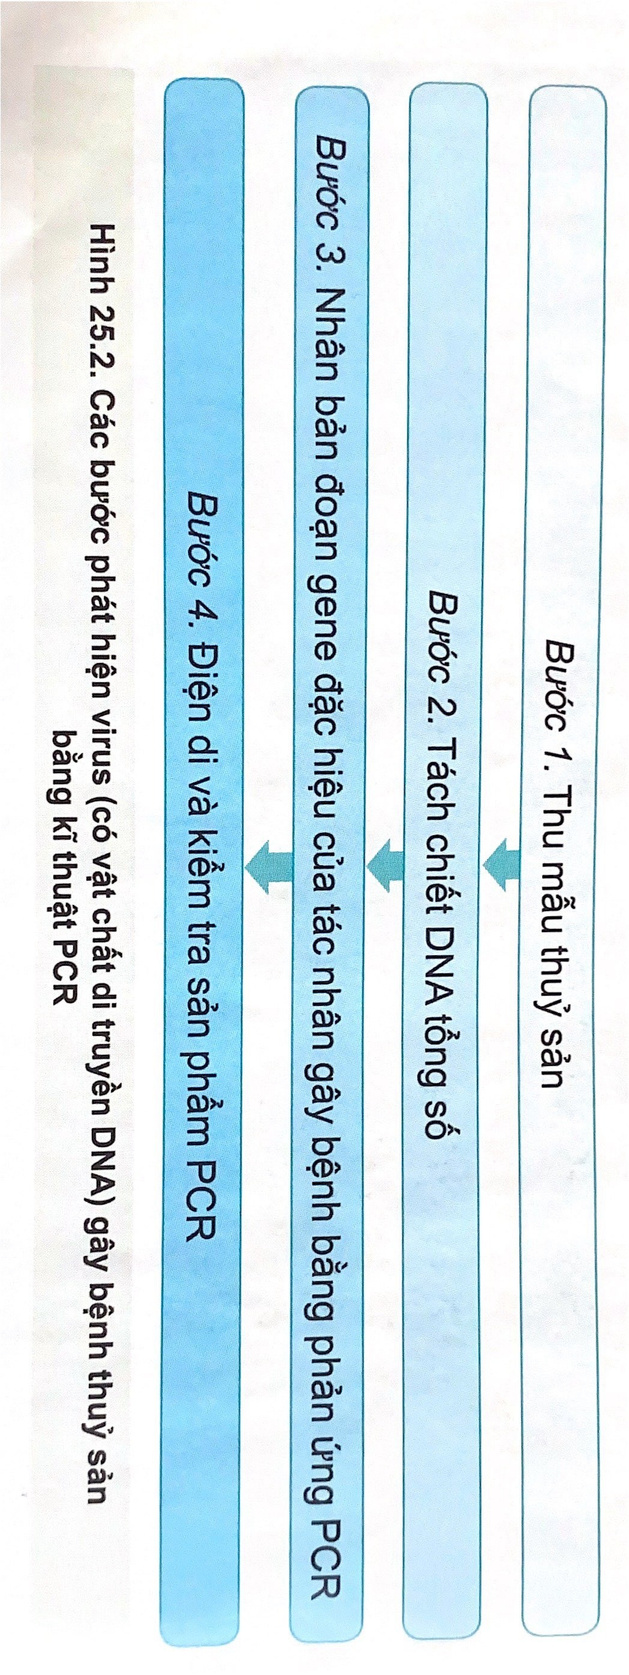 Bước 1. Thu mẫu thuỷ sản
Bước 2. Tách chiết DNA tổng số
Bước 3. Nhân bản đoạn gene đặc hiệu của tác nhân gây bệnh bằng phản ứng PCR
Bước 4. Điện di và kiểm tra sản phẩm PCR
Hình 25.2. Các bước phát hiện virus (có vật chất di truyền DNA) gây bệnh thuỷ sản
bằng kĩ thuật PCR